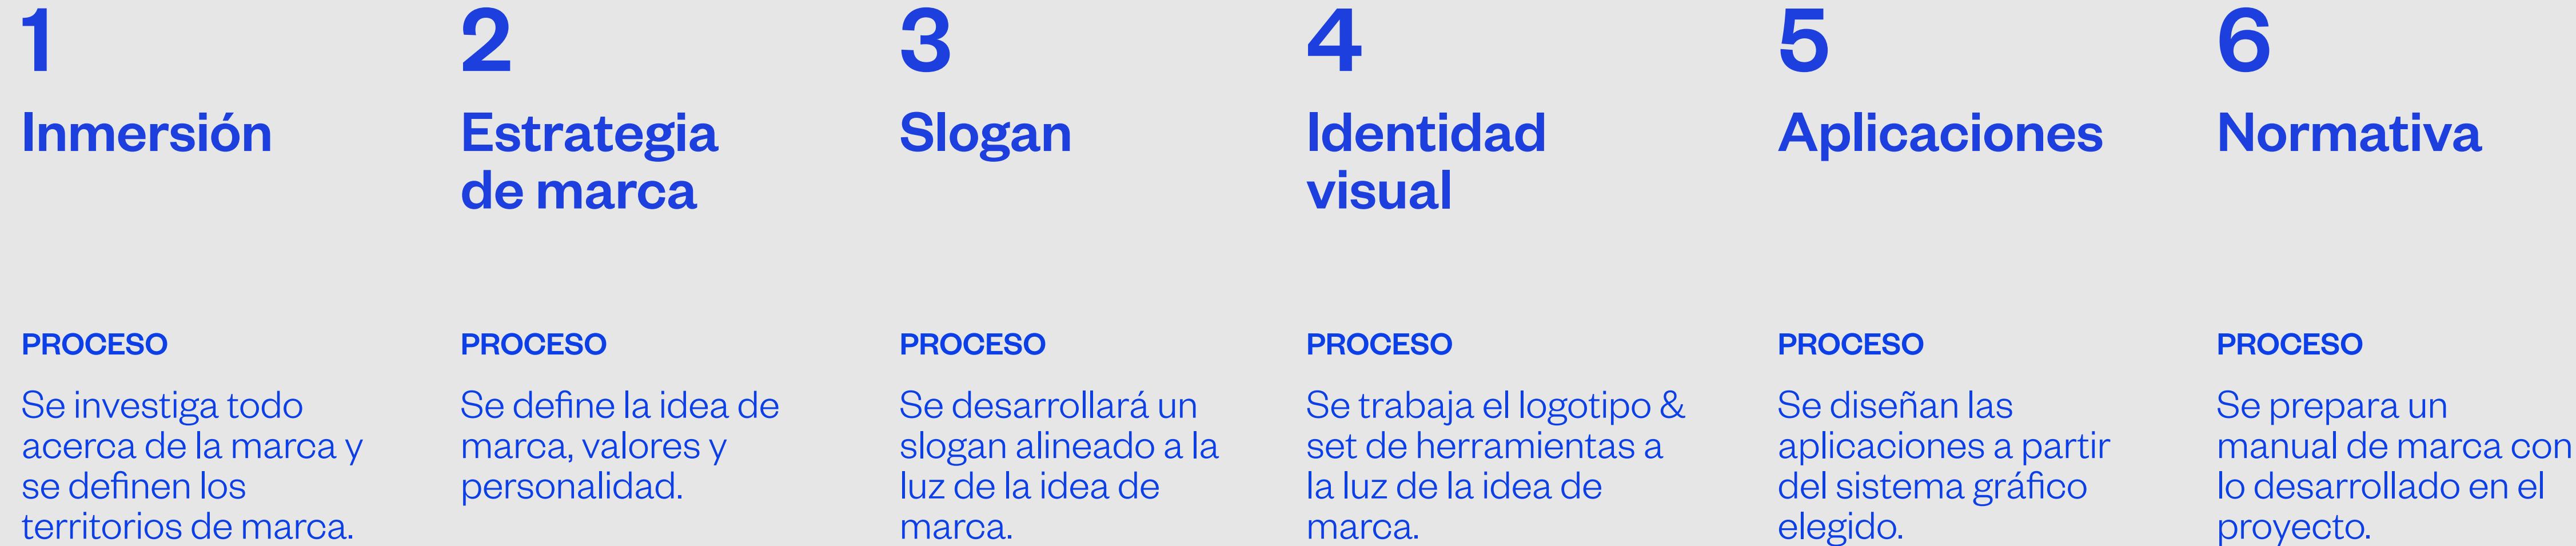 1
Inmersión
PROCESO
Se investiga todo
acerca de la marca y
se definen los
territorios de marca.
2
Estrategia
de marca
PROCESO
Se define la idea de
marca, valores y
personalidad.
3
Slogan
PROCESO
Se desarrollará un
slogan alineado a la
luz de la idea de
marca.
4
Identidad
visual
PROCESO
Se trabaja el logotipo &
set de herramientas a
la luz de la idea de
marca.
5
Aplicaciones
PROCESO
Se diseñan las
aplicaciones a partir
del sistema gráfico
elegido.
6
Normativa
PROCESO
Se prepara un
manual de marca con
lo desarrollado en el
proyecto.